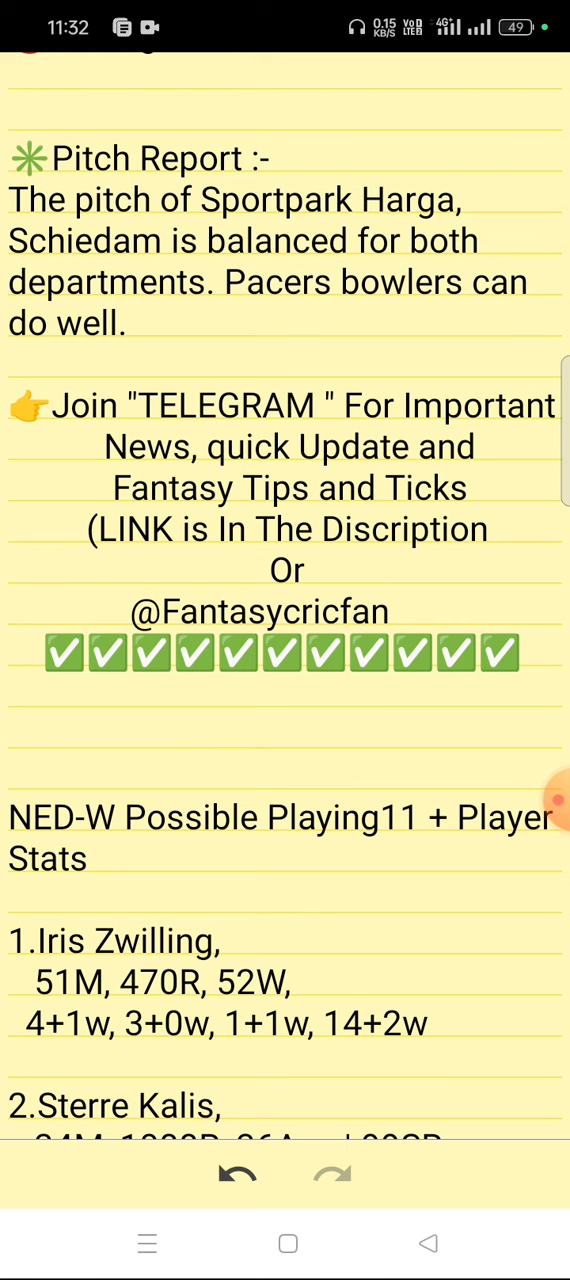 11:32
0.15 KB/S
VoD LTE2
4G+
49
Pitch Report :-
The pitch of Sportpark Harga,
Schiedam is balanced for both
departments. Pacers bowlers can
do well.
Join "TELEGRAM " For Important
News, quick Update and
Fantasy Tips and Ticks
(LINK is In The Discription
Or
@Fantasycricfan
NED-W Possible Playing11 + Player
Stats
1.Iris Zwilling,
51M, 470R, 52W,
4+1w, 3+0w, 1+1w, 14+2w
2.Sterre Kalis,